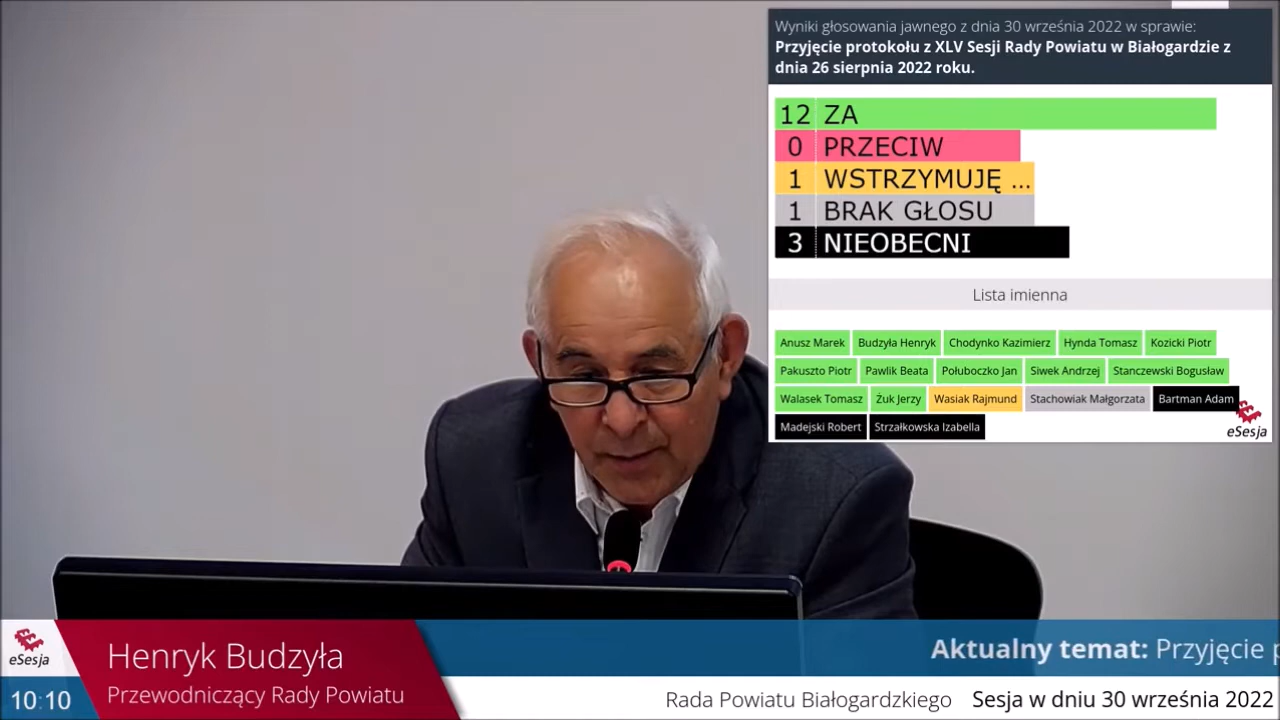 Wyniki głosowania jawnego z dnia 30 września 2022 w sprawie:
Przyjęcie protokołu z XLV Sesji Rady Powiatu w Białogardzie z
dnia 26 sierpnia 2022 roku.
12 ZA
0 PRZECIW
1 WSTRZYMUJĘ ...
1 BRAK GŁOSU
3 NIEOBECNI
Lista imienna
Anusz Marek Budzyła Henryk Chodynko Kazimierz Hynda Tomasz Kozicki Piotr
Pakuszto Piotr Pawlik Beata Połuboczko Jan Siwek Andrzej Stanczewski Bogusław
Walasek Tomasz Żuk Jerzy Wasiak Rajmund Stachowiak Małgorzata Bartman Adam
Madejski Robert Strzałkowska Izabella
eSesja
eSesja
Henryk Budzyła
Przewodniczący Rady Powiatu
10:10
Aktualny temat: Przyjęcie
Rada Powiatu Białogardzkiego Sesja w dniu 30 września 2022